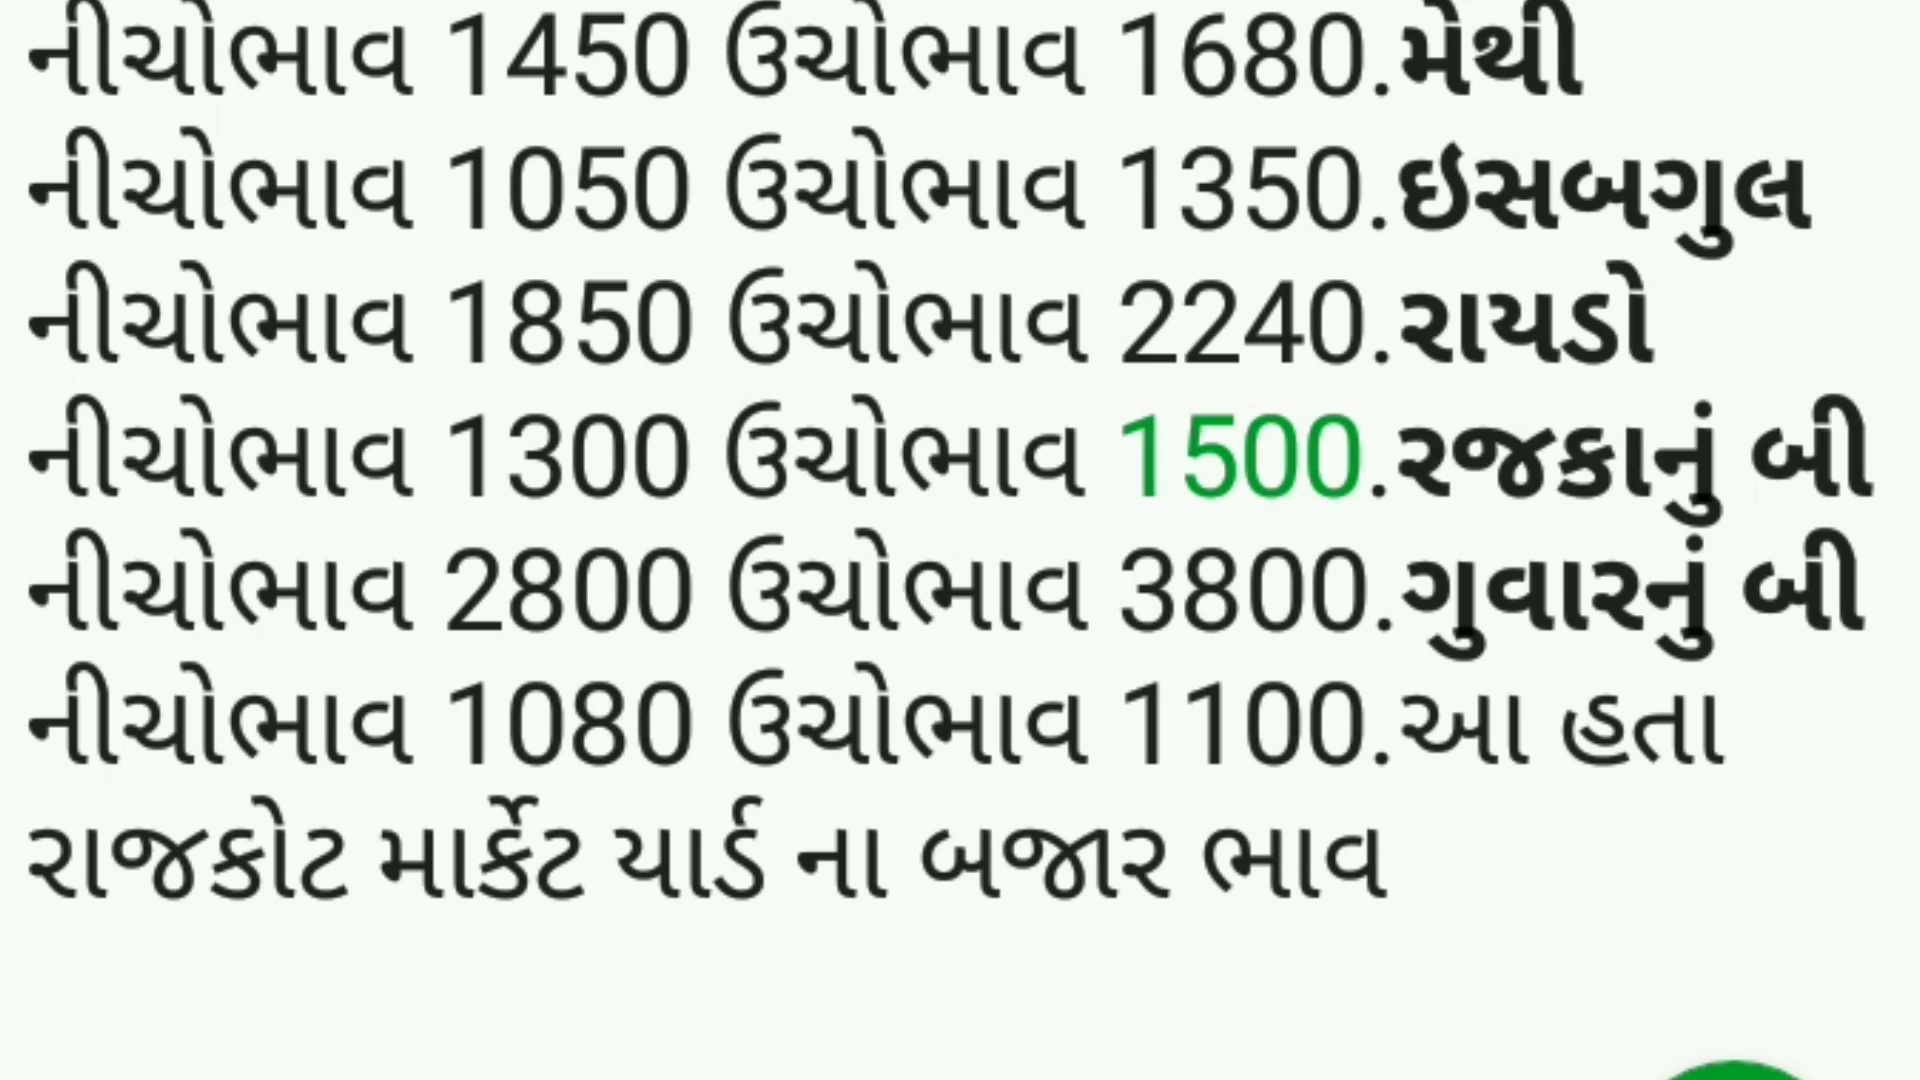 નીચોભાવ 1450 ઉચોભાવ 1680.મેથી
નીચોભાવ 1050 ઉચોભાવ 1350.ઇસબગુલ
નીચોભાવ 1850 ઉચોભાવ 2240.રાયડો
નીચોભાવ 1300 ઉચોભાવ 1500.રજકાનું બી
નીચોભાવ 2800 ઉચોભાવ 3800.ગુવારનું બી
નીચોભાવ 1080 ઉચોભાવ 1100.આ હતા
રાજકોટ માર્કેટ યાર્ડ ના બજાર ભાવ